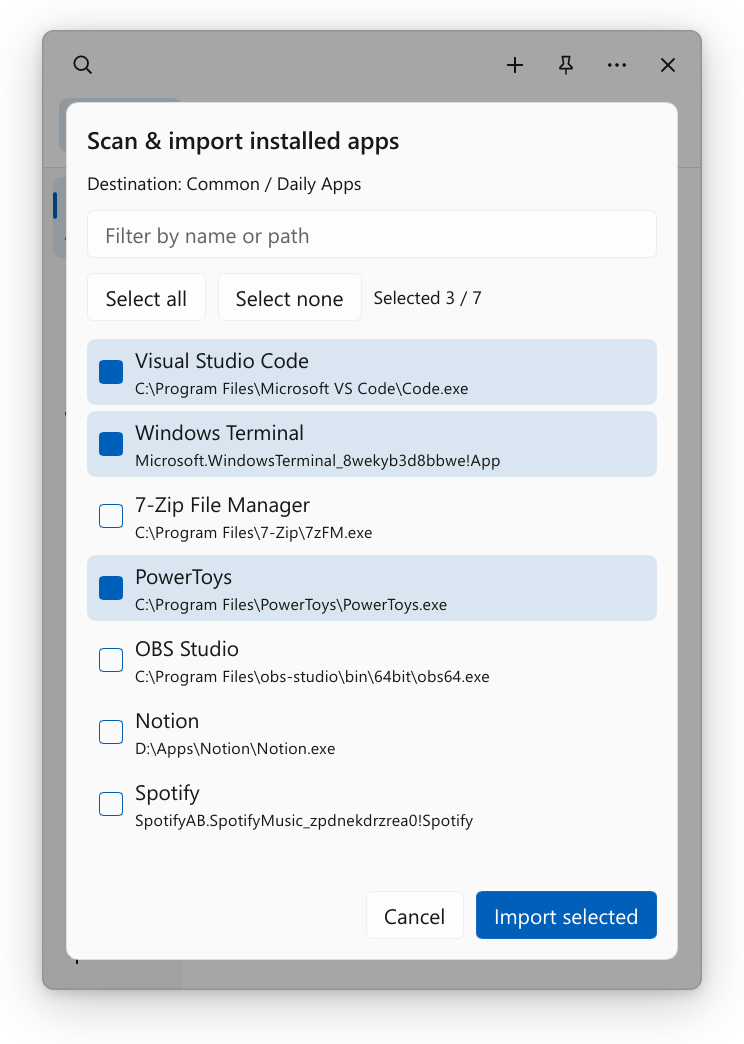 Scan & import installed apps
Destination: Common / Daily Apps
Filter by name or path
Select all
Select none
Selected 3 / 7
Visual Studio Code
C:\Program Files\Microsoft VS Code\Code.exe
Windows Terminal
Microsoft.WindowsTerminal_8wekyb3d8bbwe!App
7-Zip File Manager
C:\Program Files\7-Zip\7zFM.exe
PowerToys
C:\Program Files\PowerToys\PowerToys.exe
OBS Studio
C:\Program Files\obs-studio\bin\64bit\obs64.exe
Notion
D:\Apps\Notion\Notion.exe
Spotify
SpotifyAB.SpotifyMusic_zpdnekdrzrea0!Spotify
Cancel
Import selected